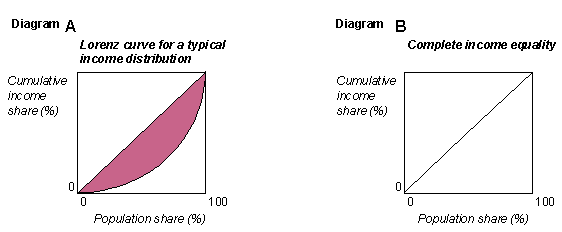 Diagram A
Lorenz curve for a typical
income distribution
Cumulative
income
share (%)
0
0
100
Population share (%)
Diagram B
Complete income equality
Cumulative
income
share (%)
0
0
100
Population share (%)